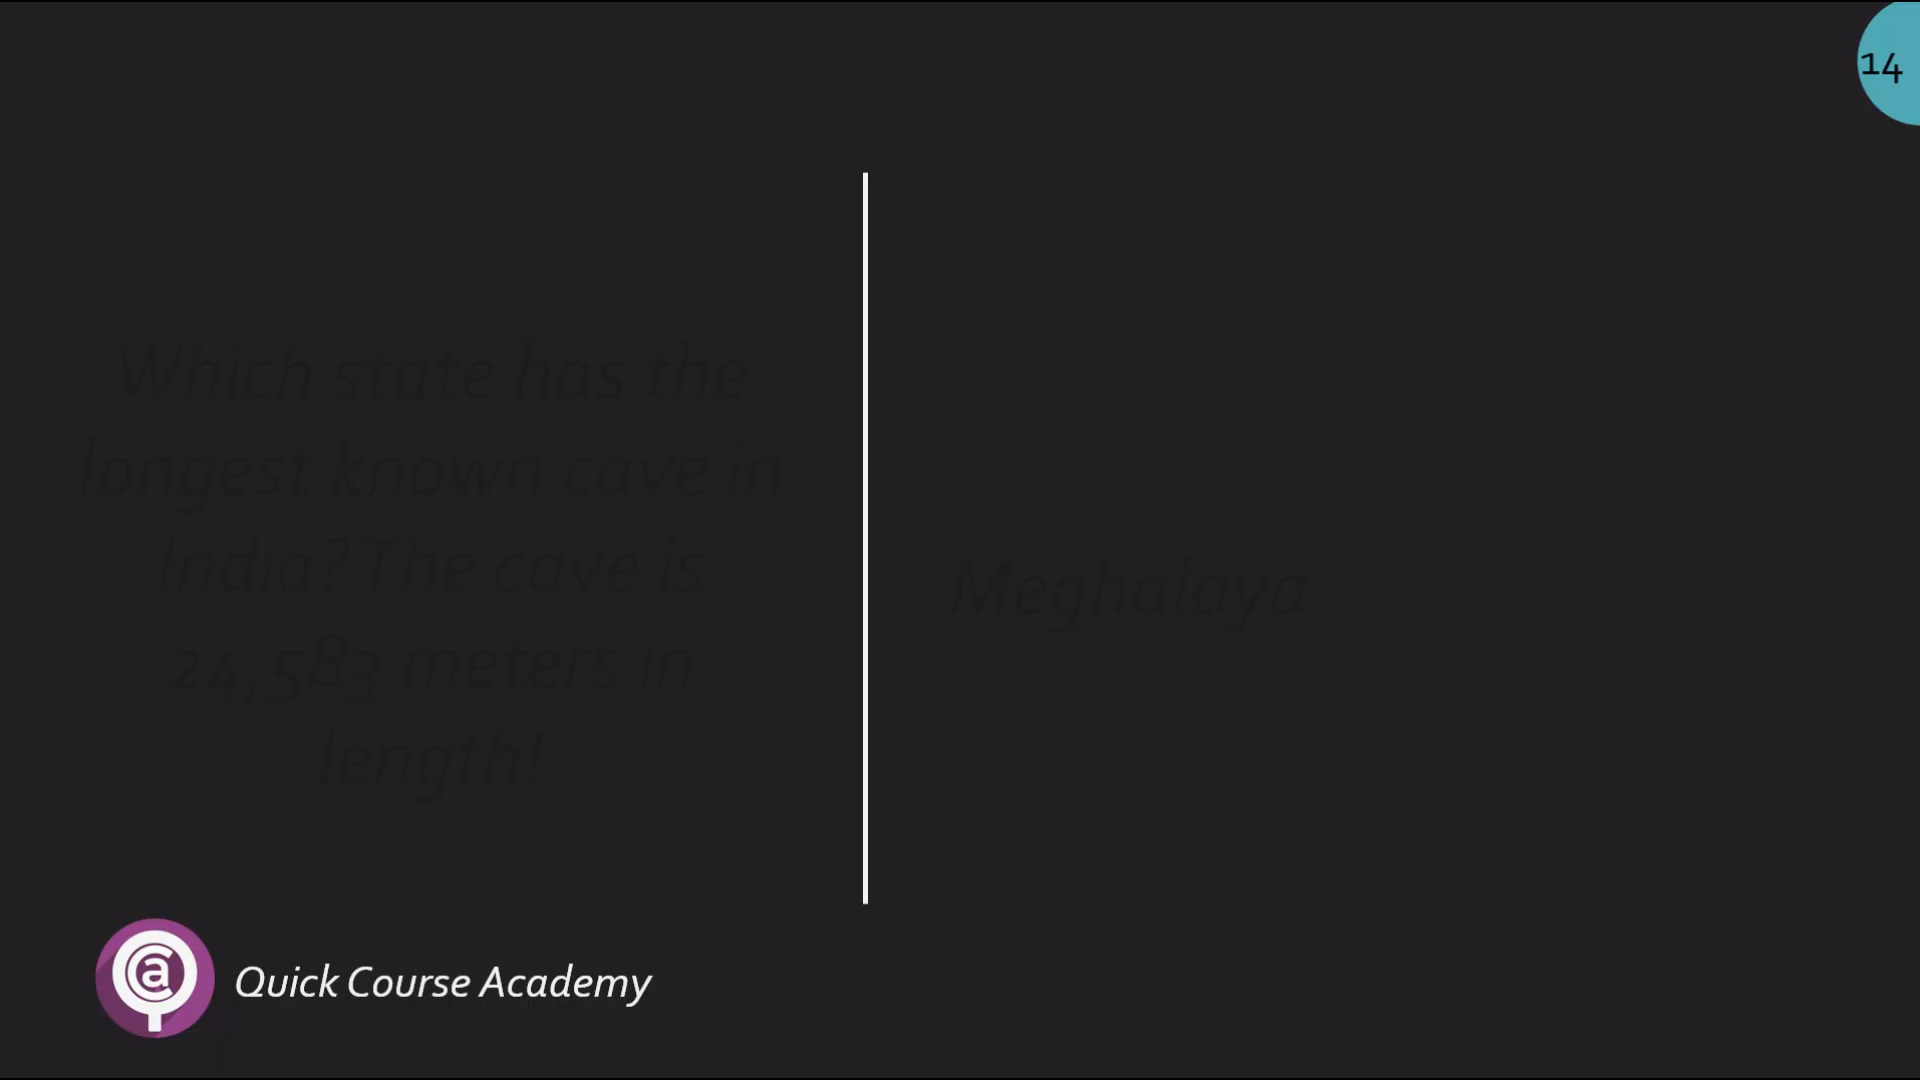 14
Which state has the
longest known cave in
India? The cave is
24,583 meters in
length!
Meghalaya
Quick Course Academy